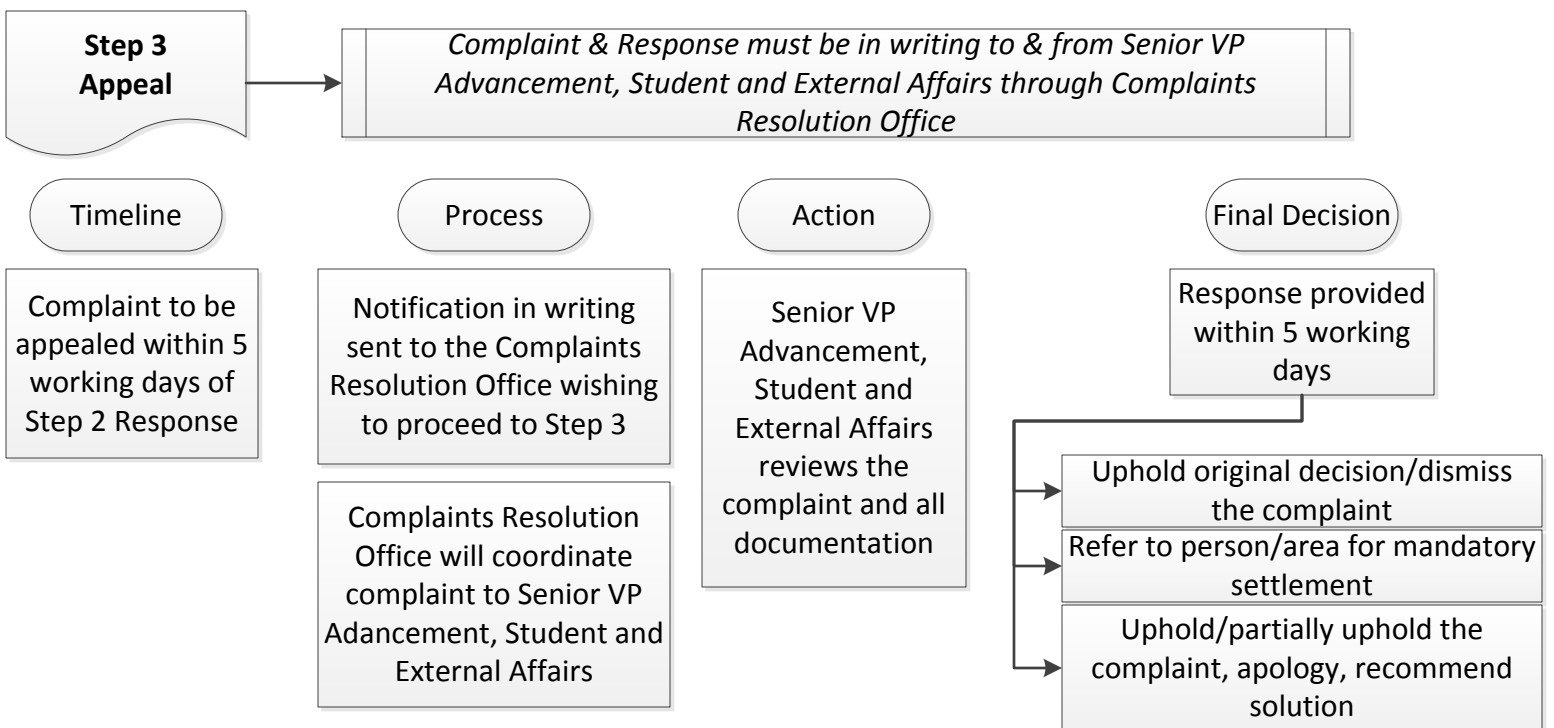 Step 3
Appeal
Complaint & Response must be in writing to & from Senior VP
Advancement, Student and External Affairs through Complaints
Resolution Office
Timeline
Process
Action
Final Decision
Complaint to be
appealed within 5
working days of
Step 2 Response
Notification in writing
sent to the Complaints
Resolution Office wishing
to proceed to Step 3
Complaints Resolution
Office will coordinate
complaint to Senior VP
Adancement, Student and
External Affairs
Senior VP
Advancement,
Student and
External Affairs
reviews the
complaint and all
documentation
Response provided
within 5 working
days
Uphold original decision/dismiss
the complaint
Refer to person/area for mandatory
settlement
Uphold/partially uphold the
complaint, apology, recommend
solution